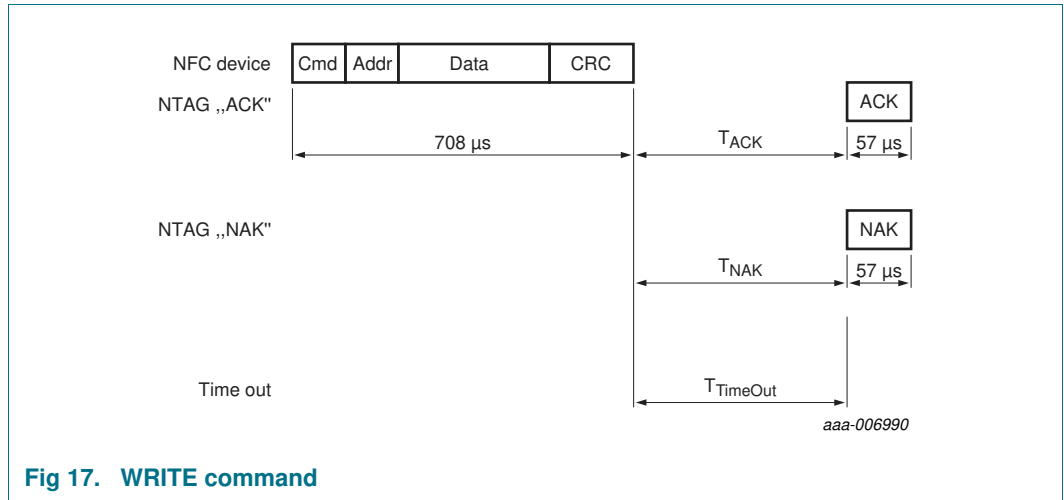 NFC device Cmd Addr Data CRC
NTAG ,,ACK" ACK
708 µs TACK 57 µs
NTAG ,,NAK" NAK
TNAK 57 µs
Time out TTimeOut
aaa-006990
Fig 17. WRITE command